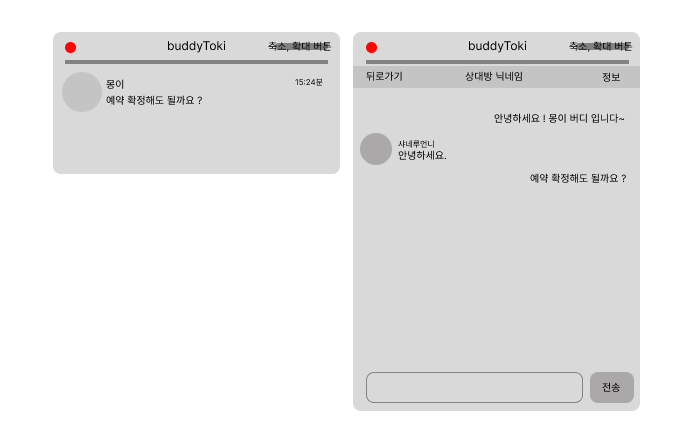 buddyToki
축소, 확대 버튼
몽이
15:24분
예약 확정해도 될까요 ?
buddyToki
축소, 확대 버튼
뒤로가기
상대방 닉네임
정보
안녕하세요 ! 몽이 버디 입니다~
샤네루언니
안녕하세요.
예약 확정해도 될까요 ?
전송